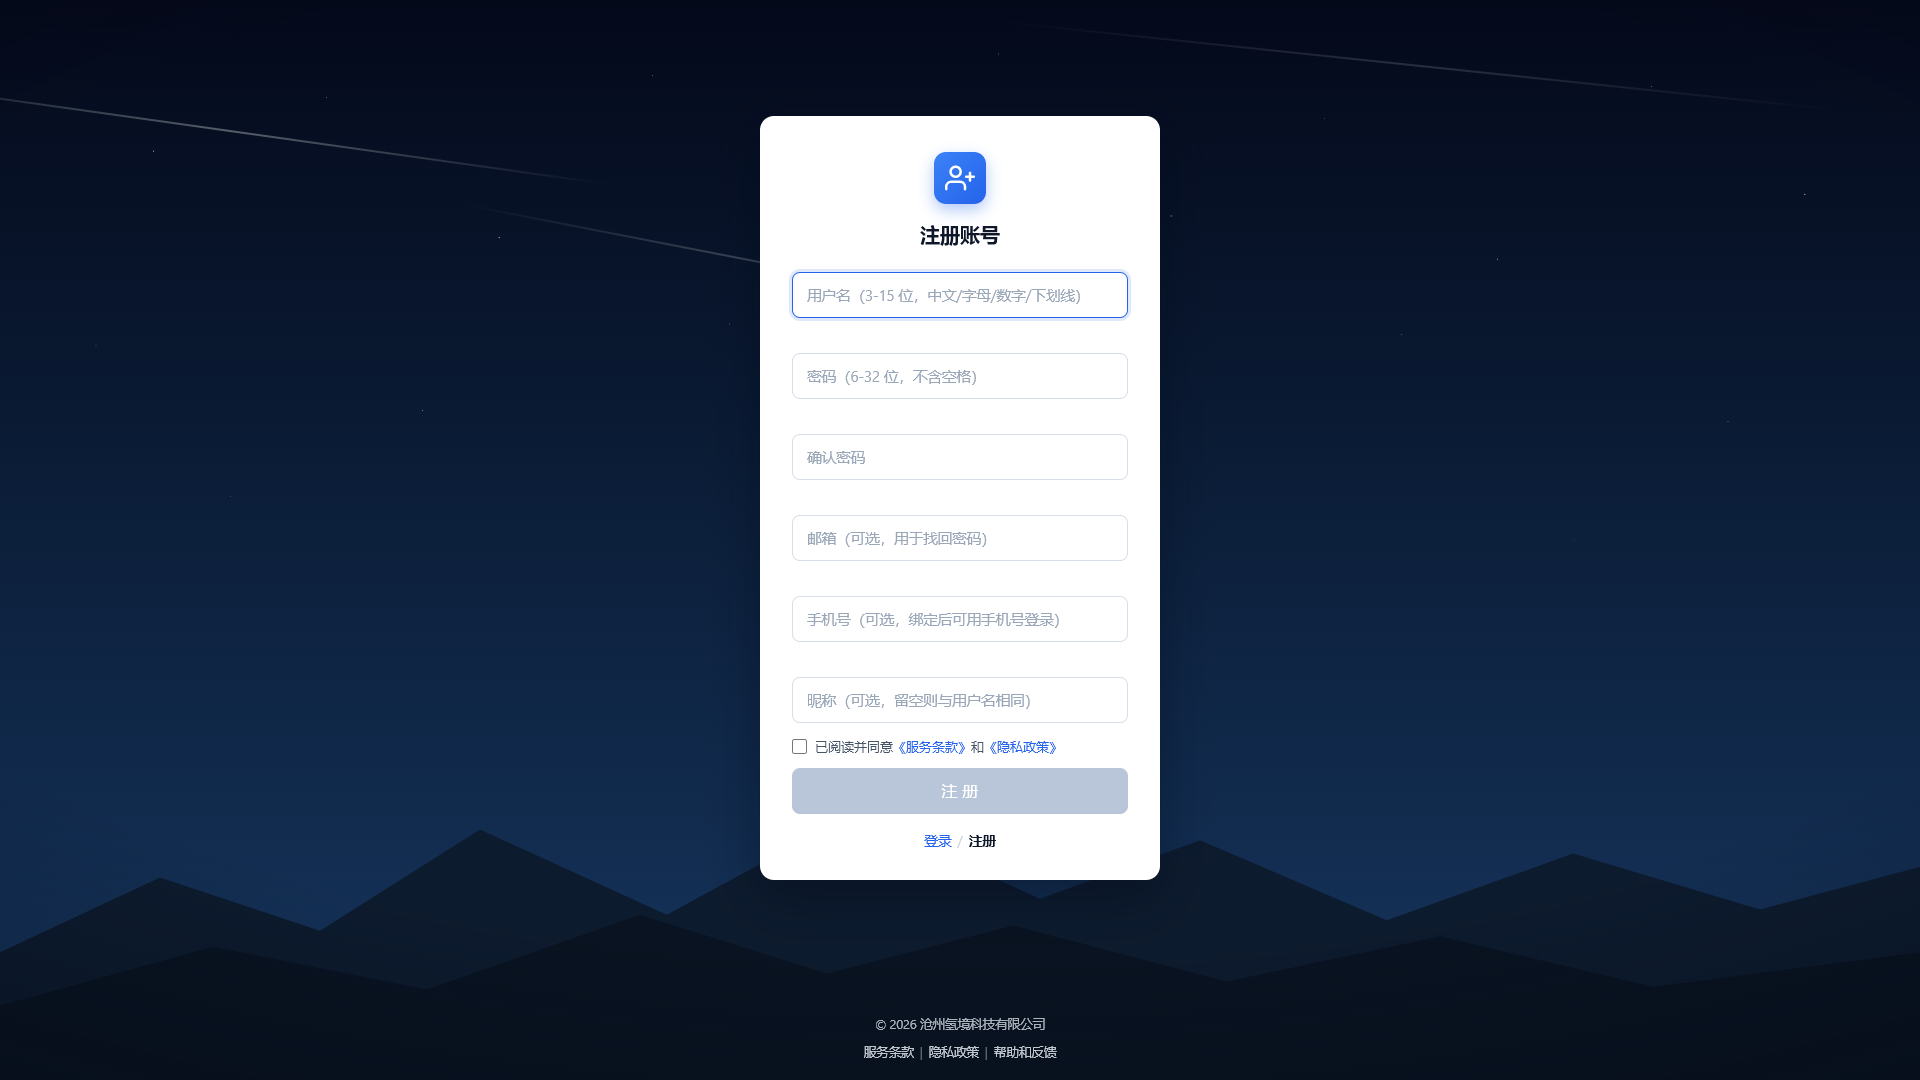 注册账号
用户名（3-15 位，中文/字母/数字/下划线）
密码（6-32 位，不含空格）
确认密码
邮箱（可选，用于找回密码）
手机号（可选，绑定后可用手机号登录）
昵称（可选，留空则与用户名相同）
已阅读并同意《服务条款》和《隐私政策》
注 册
登录 / 注册
© 2026 沧州氢境科技有限公司
服务条款 | 隐私政策 | 帮助和反馈